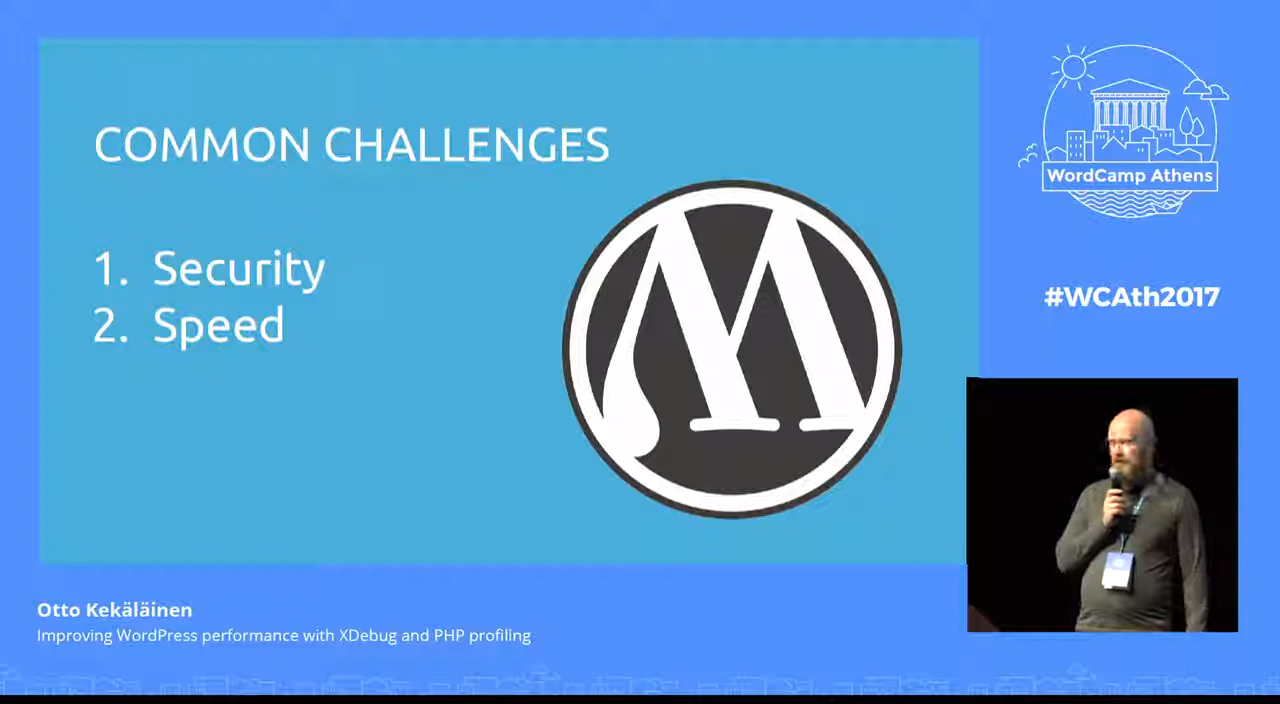 COMMON CHALLENGES
1. Security
2. Speed
WordCamp Athens
#WCAth2017
Otto Kekäläinen
Improving WordPress performance with XDebug and PHP profiling